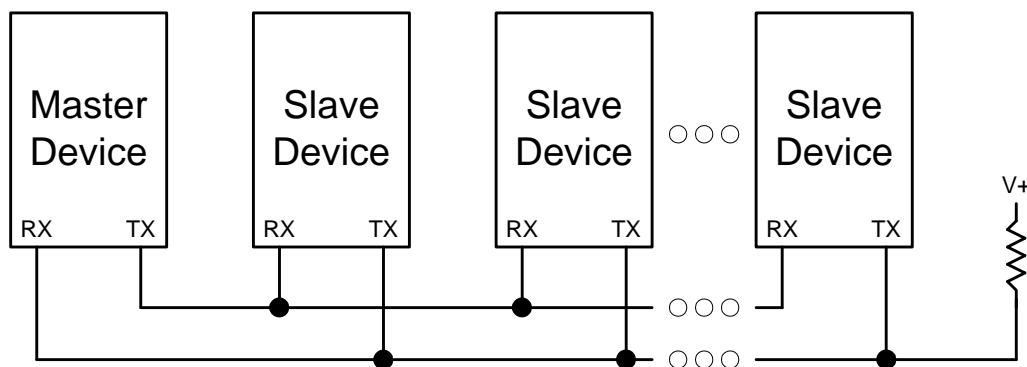 Master
Device
Slave
Device
Slave
Device
Slave
Device
V+
RX TX
RX TX
RX TX
RX TX